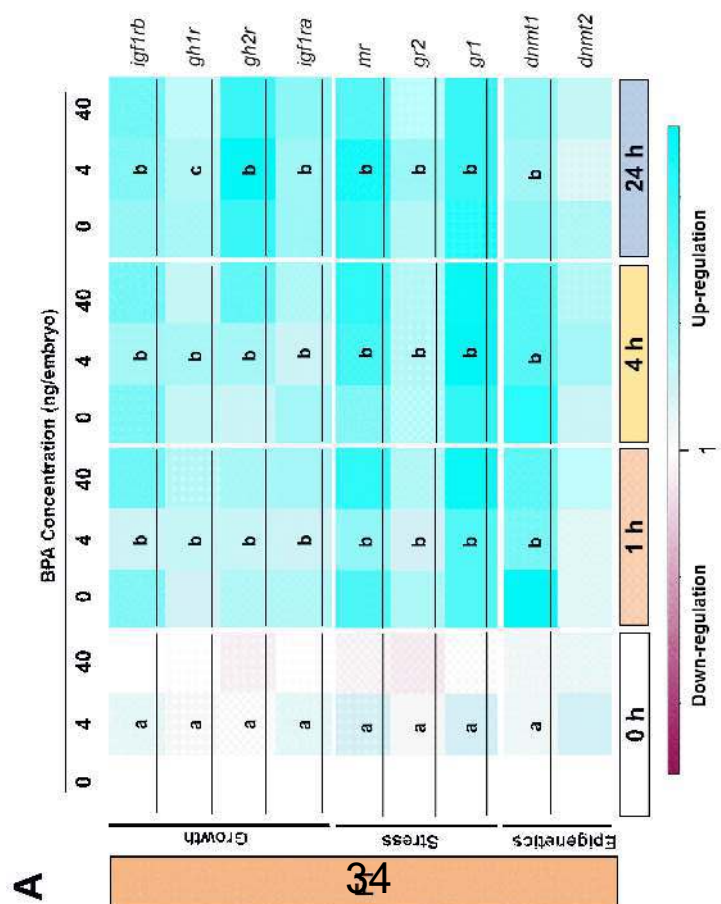 A
BPA Concentration (ng/embryo)
0 4 40 0 4 40 0 4 40 0 4 40
34
Growth
a b b b igf1rb
a b b c gh1r
a b b b gh2r
a b b b igf1ra
Stress
a b b b mr
a b b b gr2
a b b b gr1
Epigenetics
a b b b dnmt1
dnmt2
0 h 1 h 4 h 24 h
1
Down-regulation Up-regulation